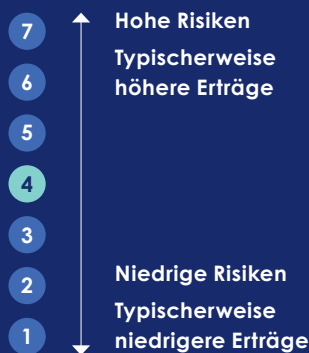 7
Hohe Risiken
Typischerweise
6
höhere Erträge
5
4
3
2
Niedrige Risiken
Typischerweise
1
niedrigere Erträge